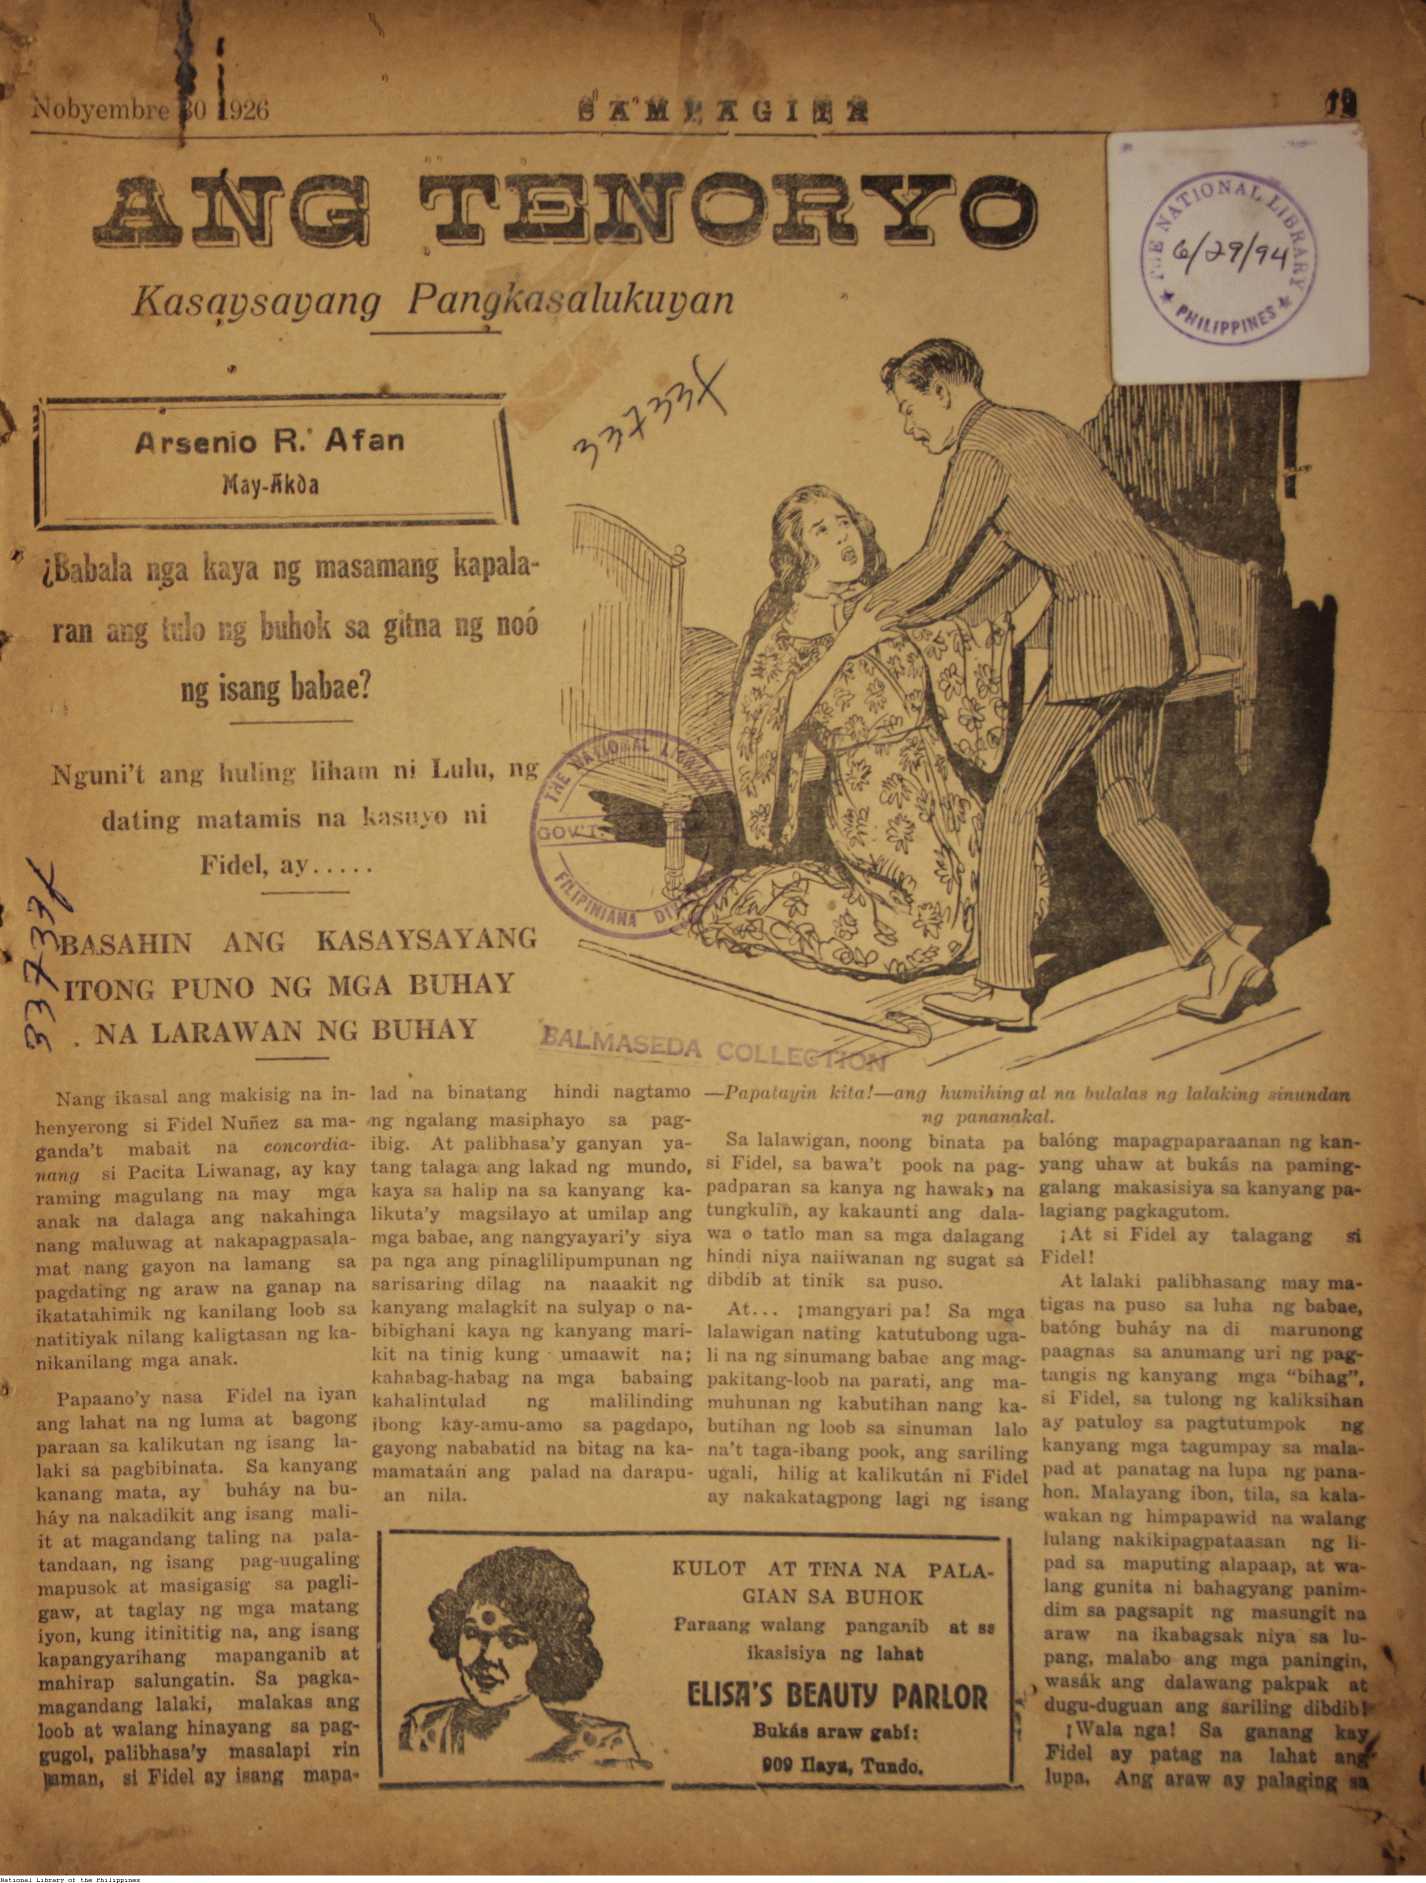 Nobyembre 30 1926
SAMPAGITA
19
ANG TENORYO
Kasaysayang Pangkasalukuyan
THE NATIONAL LIBRARY
6/29/94
PHILIPPINES
33733X
Arsenio R. Afan
May-Akda
¿Babala nga kaya ng masamang kapala-
ran ang tulo ng buhok sa gitna ng noó
ng isang babae?
Nguni't ang huling liham ni Lulu, ng
dating matamis na kasuyo ni
Fidel, ay.....
THE NATIONAL LIBRARY
GOV'T.
FILIPINIANA
33733X
BASAHIN ANG KASAYSAYANG
ITONG PUNO NG MGA BUHAY
NA LARAWAN NG BUHAY
BALMASEDA COLLECTION
—Papatayin kita!—ang humihingal na bulalas ng lalaking sinundan
ng pananakal.
Nang ikasal ang makisig na in-
henyerong si Fidel Nuñez sa ma-
ganda't mabait na concordia-
nang si Pacita Liwanag, ay kay
raming magulang na may mga
anak na dalaga ang nakahinga
nang maluwag at nakapagpasala-
mat nang gayon na lamang sa
pagdating ng araw na ganap na
ikatatahimik ng kanilang loob sa
natitiyak nilang kaligtasan ng ka-
nikanilang mga anak.
Papaano'y nasa Fidel na iyan
ang lahat na ng luma at bagong
paraan sa kalikutan ng isang la-
laki sa pagbibinata. Sa kanyang
kanang mata, ay buháy na bu-
háy na nakadikit ang isang mali-
it at magandang taling na pala-
tandaan, ng isang pag-uugaling
mapusok at masigasig sa pagli-
gaw, at taglay ng mga matang
iyon, kung itinititig na, ang isang
kapangyarihang mapanganib at
mahirap salungatin. Sa pagka-
magandang lalaki, malakas ang
loob at walang hinayang sa pag-
gugol, palibhasa'y masalapi rin
naman, si Fidel ay isang mapa-
lad na binatang hindi nagtamo
ng ngalang masiphayo sa pag-
ibig. At palibhasa'y ganyan ya-
tang talaga ang lakad ng mundo,
kaya sa halip na sa kanyang ka-
likuta'y magsilayo at umilap ang
mga babae, ang nangyayari'y siya
pa nga ang pinaglilipumpunan ng
sarisaring dilag na naaakit ng
kanyang malagkit na sulyap o na-
bibighani kaya ng kanyang mari-
kit na tinig kung umaawit na;
kahabag-habag na mga babaing
kahalintulad ng malilinding
ibong kay-amu-amo sa pagdapo,
gayong nababatid na bitag na ka-
mamataán ang palad na darapu-
an nila.
Sa lalawigan, noong binata pa
si Fidel, sa bawa't pook na pag-
padparan sa kanya ng hawak na
tungkulin, ay kakaunti ang dala-
wa o tatlo man sa mga dalagang
hindi niya naiiwanan ng sugat sa
dibdib at tinik sa puso.
At... ¡mangyari pa! Sa mga
lalawigan nating katutubong uga-
li na ng sinumang babae ang mag-
pakitang-loob na parati, ang ma-
muhunan ng kabutihan nang ka-
butihan ng loob sa sinuman lalo
na't taga-ibang pook, ang sariling
ugali, hilig at kalikután ni Fidel
ay nakakatagpong lagi ng isang
balóng mapagpaparaanan ng kan-
yang uhaw at bukás na paming-
galang makasisiya sa kanyang pa-
lagiang pagkagutom.
¡At si Fidel ay talagang si
Fidel!
At lalaki palibhasang may ma-
tigas na puso sa luha ng babae,
batóng buháy na di marunong
paagnas sa anumang uri ng pag-
tangis ng kanyang mga "bihag",
si Fidel, sa tulong ng kaliksihan
ay patuloy sa pagtutumpok ng
kanyang mga tagumpay sa mala-
pad at panatag na lupa ng pana-
hon. Malayang ibon, tila, sa kala-
wakan ng himpapawid na walang
lulang nakikipagpataasan ng li-
pad sa maputing alapaap, at wa-
lang gunita ni bahagyang panim-
dim sa pagsapit ng masungit na
araw na ikabagsak niya sa lu-
pang, malabo ang mga paningin,
wasák ang dalawang pakpak at
dugu-duguan ang sariling dibdib!
¡Wala nga! Sa ganang kay
Fidel ay patag na lahat ang
lupa. Ang araw ay palaging sa
KULOT AT TINA NA PALA-
GIAN SA BUHOK
Paraang walang panganib at sa
ikasisiya ng lahat
ELISA'S BEAUTY PARLOR
Bukás araw gabí:
909 Ilaya, Tundo.
National Library of the Philippines